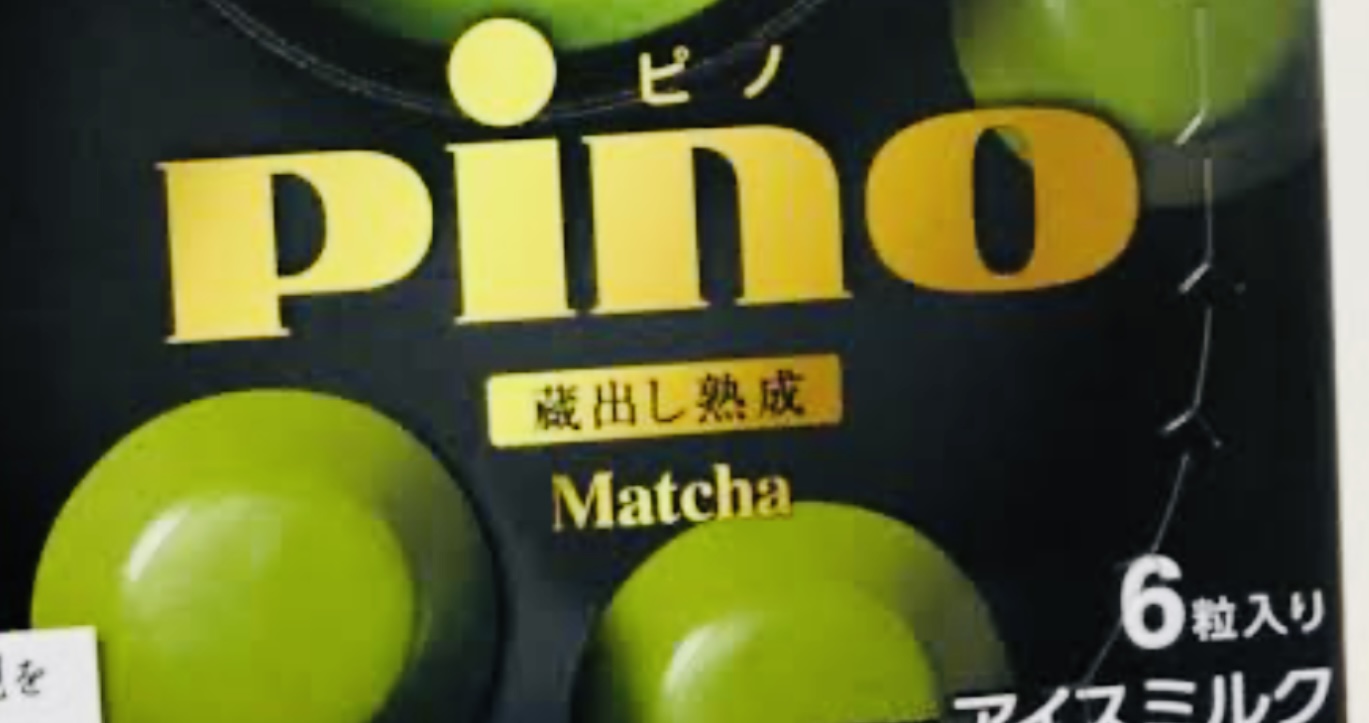 ピノ
pino
蔵出し熟成
Matcha
6粒入り
アイスミルク
を